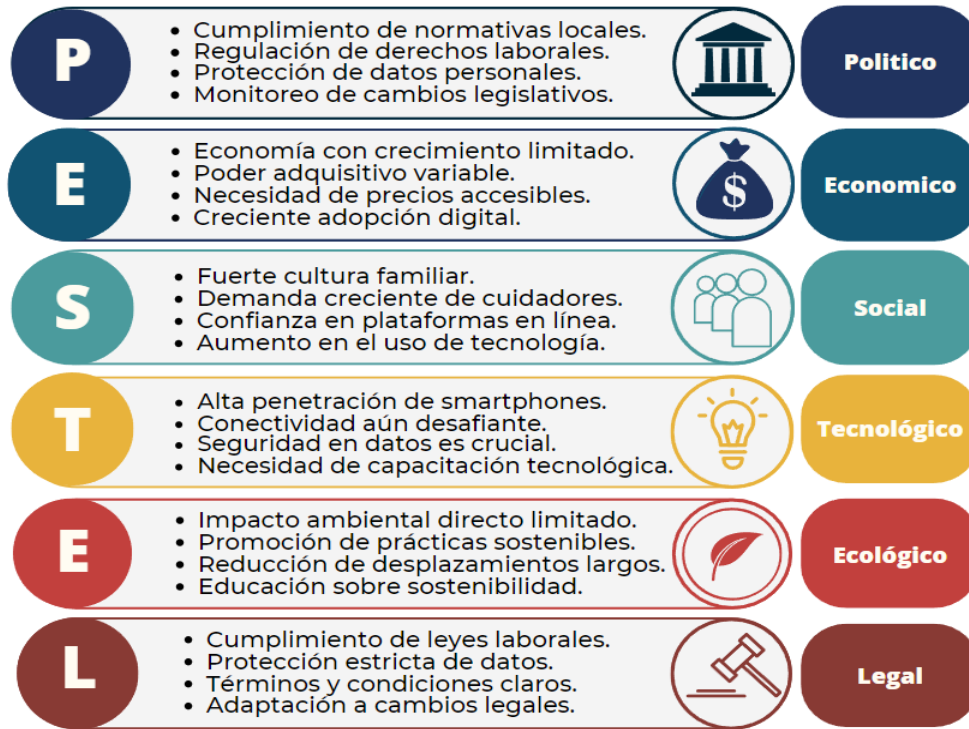 P
• Cumplimiento de normativas locales.
• Regulación de derechos laborales.
• Protección de datos personales.
• Monitoreo de cambios legislativos.
Politico
E
• Economía con crecimiento limitado.
• Poder adquisitivo variable.
• Necesidad de precios accesibles.
• Creciente adopción digital.
$
Economico
S
• Fuerte cultura familiar.
• Demanda creciente de cuidadores.
• Confianza en plataformas en línea.
• Aumento en el uso de tecnología.
Social
T
• Alta penetración de smartphones.
• Conectividad aún desafiante.
• Seguridad en datos es crucial.
• Necesidad de capacitación tecnológica.
Tecnológico
E
• Impacto ambiental directo limitado.
• Promoción de prácticas sostenibles.
• Reducción de desplazamientos largos.
• Educación sobre sostenibilidad.
Ecológico
L
• Cumplimiento de leyes laborales.
• Protección estricta de datos.
• Términos y condiciones claros.
• Adaptación a cambios legales.
Legal